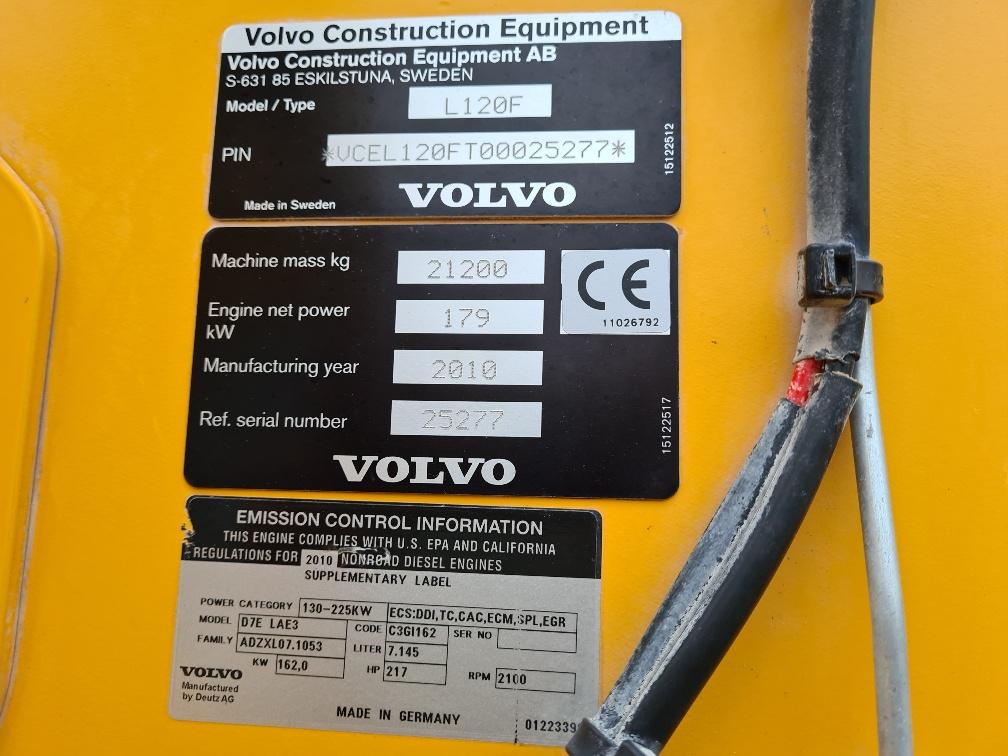 Volvo Construction Equipment
Volvo Construction Equipment AB
S-631 85 ESKILSTUNA, SWEDEN
Model / Type L120F
PIN *VCEL120FT00025277*
15122512
Made in Sweden VOLVO
Machine mass kg 21200
CE
11026792
Engine net power
kW 179
Manufacturing year 2010
Ref. serial number 25277
15122517
VOLVO
EMISSION CONTROL INFORMATION
THIS ENGINE COMPLIES WITH U.S. EPA AND CALIFORNIA
REGULATIONS FOR 2010 NONROAD DIESEL ENGINES
SUPPLEMENTARY LABEL
POWER CATEGORY 130-225KW ECS:DDI,TC,CAC,ECM,SPL,EGR
MODEL D7E LAE3 CODE C3GI162 SER NO
FAMILY ADZXL07.1053 LITER 7.145
KW 162,0 HP 217 RPM 2100
VOLVO
Manufactured
by Deutz AG
MADE IN GERMANY